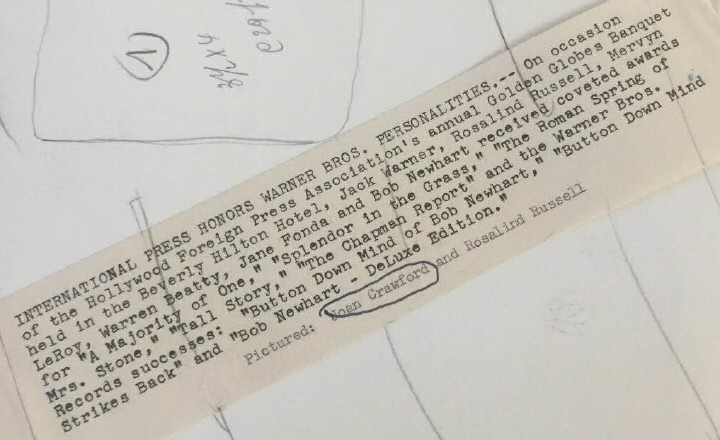 1
3½x4
INTERNATIONAL PRESS HONORS WARNER BROS. PERSONALITIES.-- On occasion
of the Hollywood Foreign Press Association's annual Golden Globes Banquet
held in the Beverly Hilton Hotel, Jack Warner, Rosalind Russell, Mervyn
LeRoy, Warren Beatty, Jane Fonda and Bob Newhart received coveted awards
for "A Majority of One," "Splendor in the Grass," "The Roman Spring of
Mrs. Stone," "Tall Story," "The Chapman Report" and the Warner Bros.
Records successes: "Button Down Mind of Bob Newhart," "Button Down Mind
Strikes Back" and "Bob Newhart - DeLuxe Edition."
Pictured: Joan Crawford and Rosalind Russell